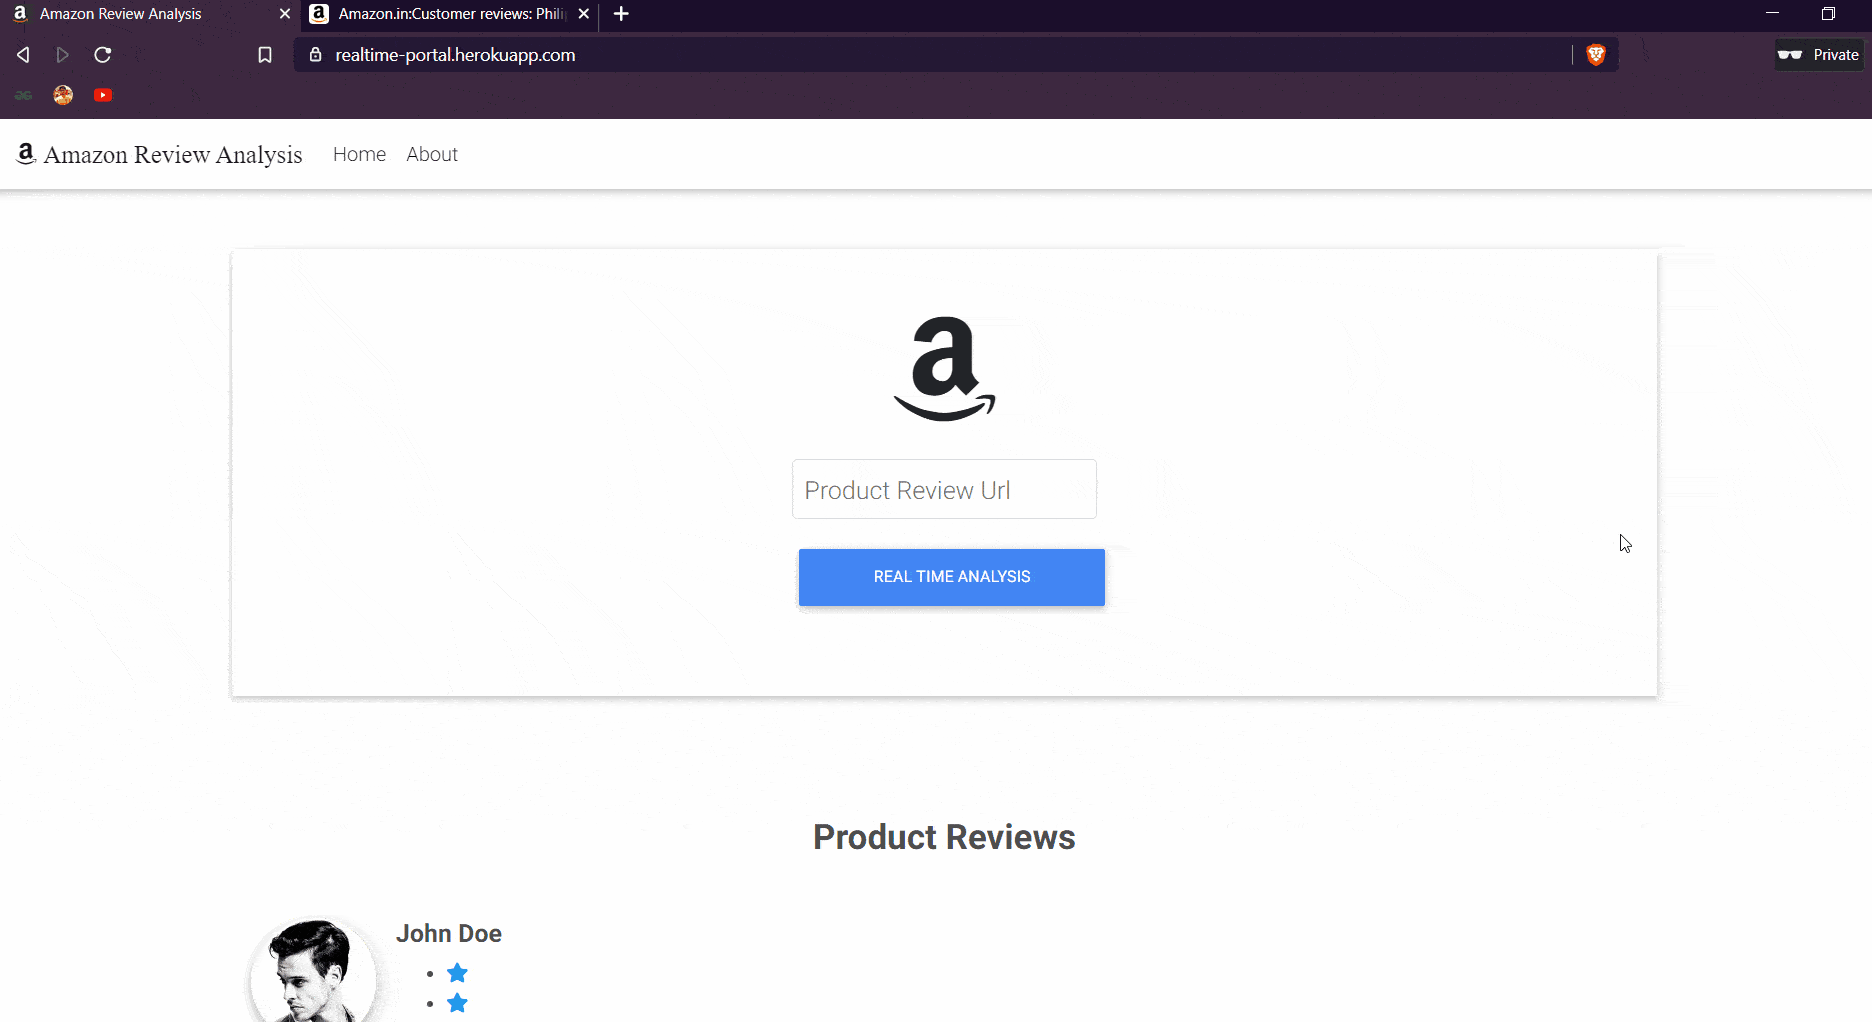 Amazon Review Analysis
Amazon.in:Customer reviews: Phili
realtime-portal.herokuapp.com
Private
Amazon Review Analysis Home About
Product Review Url
REAL TIME ANALYSIS
Product Reviews
John Doe